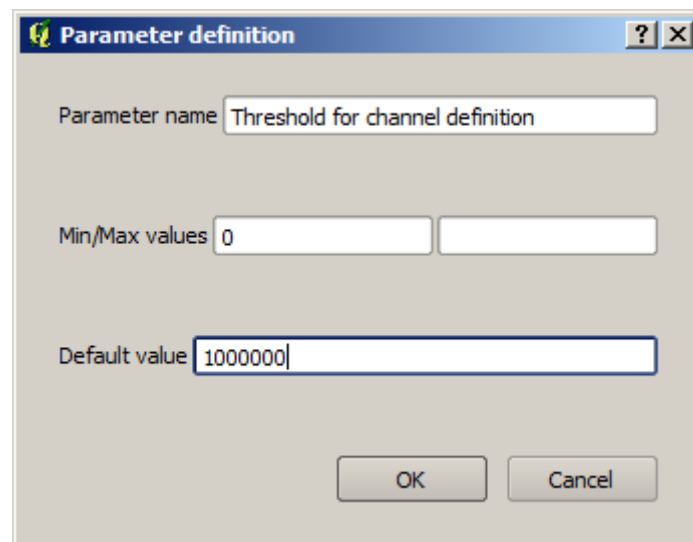 Parameter definition
Parameter name Threshold for channel definition
Min/Max values 0
Default value 1000000
OK Cancel